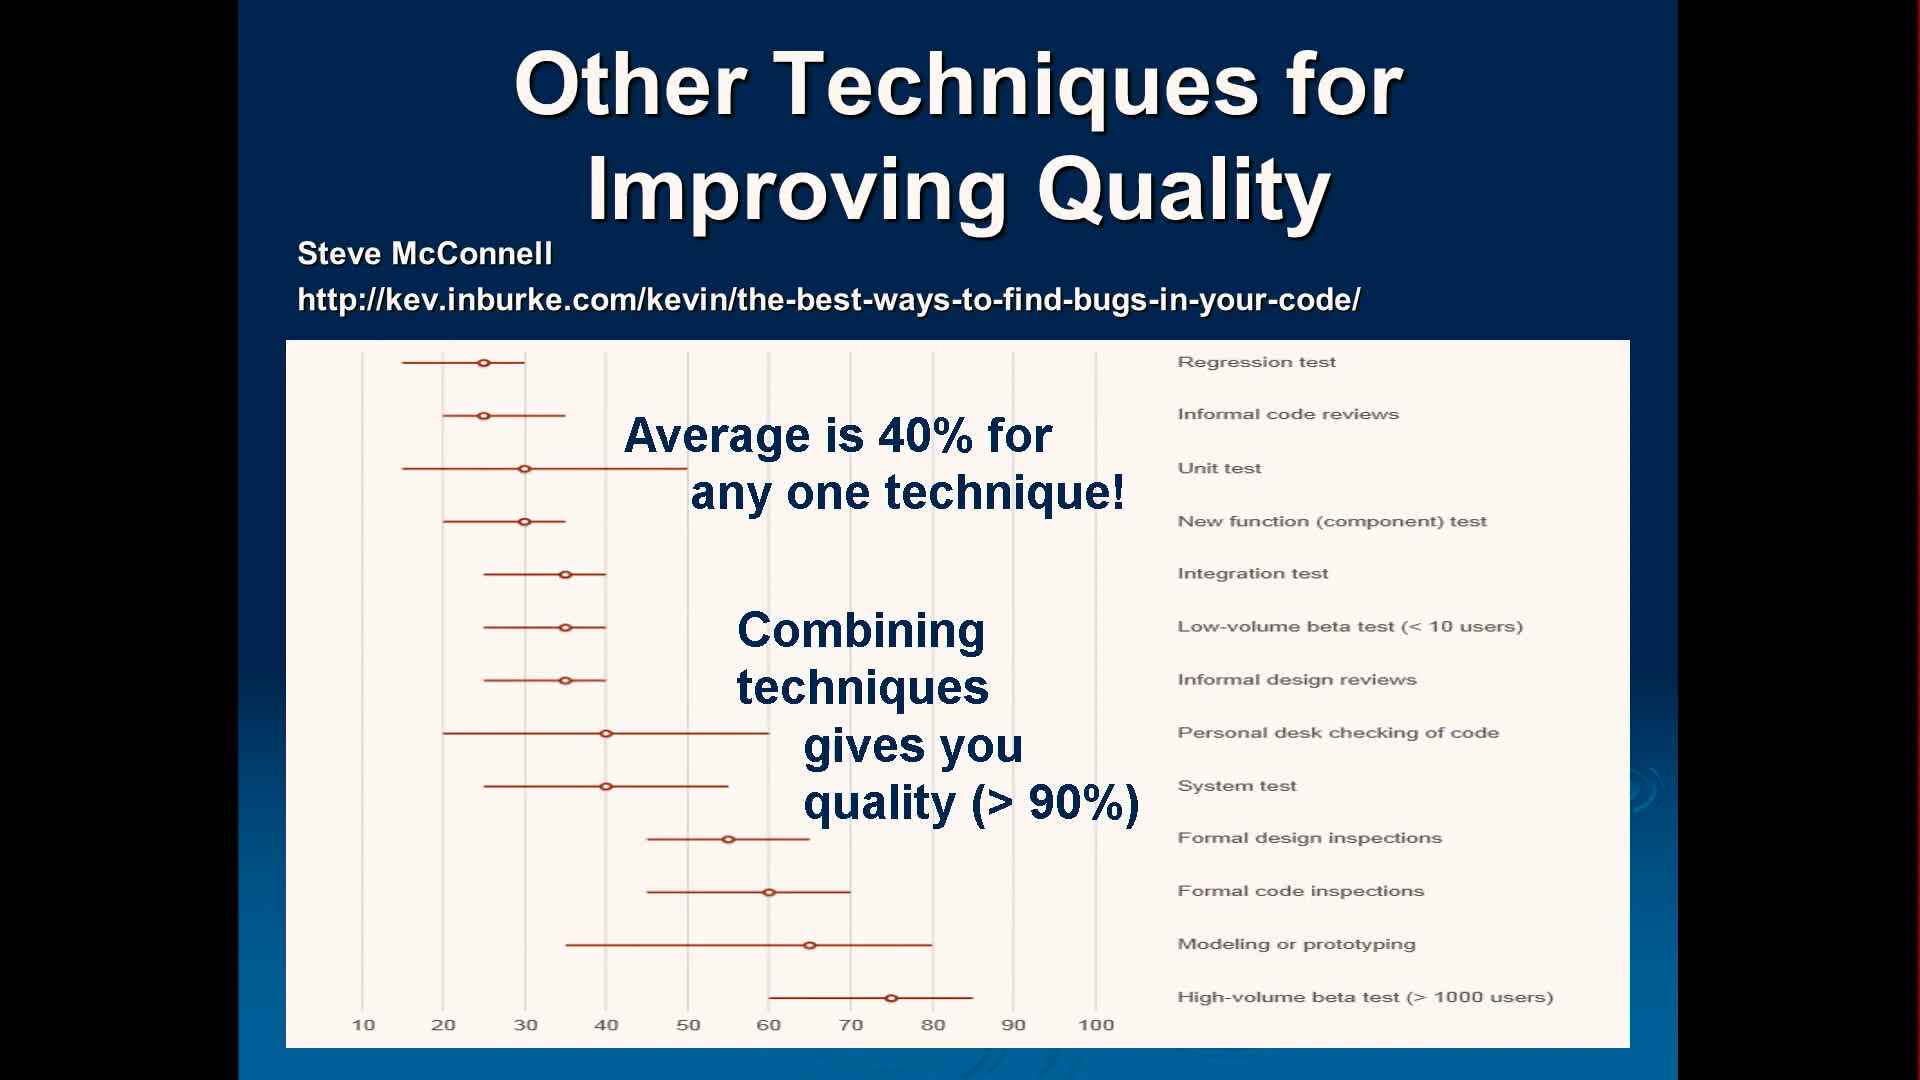 Other Techniques for
Improving Quality
Steve McConnell
http://kev.inburke.com/kevin/the-best-ways-to-find-bugs-in-your-code/
Regression test
Informal code reviews
Average is 40% for
any one technique!
Unit test
New function (component) test
Integration test
Combining
techniques
gives you
quality (> 90%)
Low-volume beta test (< 10 users)
Informal design reviews
Personal desk checking of code
System test
Formal design inspections
Formal code inspections
Modeling or prototyping
High-volume beta test (> 1000 users)
10 20 30 40 50 60 70 80 90 100